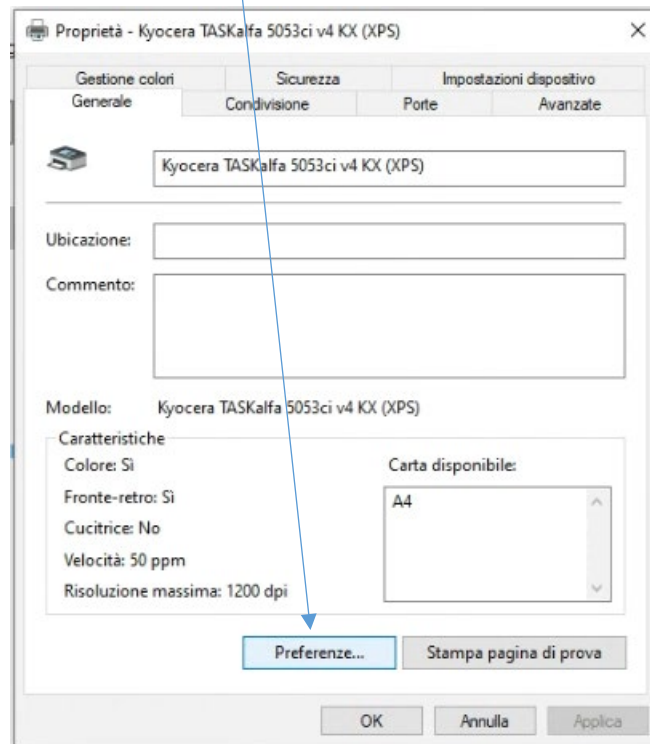 Proprietà - Kyocera TASKalfa 5053ci v4 KX (XPS)
Gestione colori Sicurezza Impostazioni dispositivo
Generale Condivisione Porte Avanzate
Kyocera TASKalfa 5053ci v4 KX (XPS)
Ubicazione:
Commento:
Modello: Kyocera TASKalfa 5053ci v4 KX (XPS)
Caratteristiche
Colore: Sì Carta disponibile:
Fronte-retro: Sì A4
Cucitrice: No
Velocità: 50 ppm
Risoluzione massima: 1200 dpi
Preferenze... Stampa pagina di prova
OK Annulla Applica